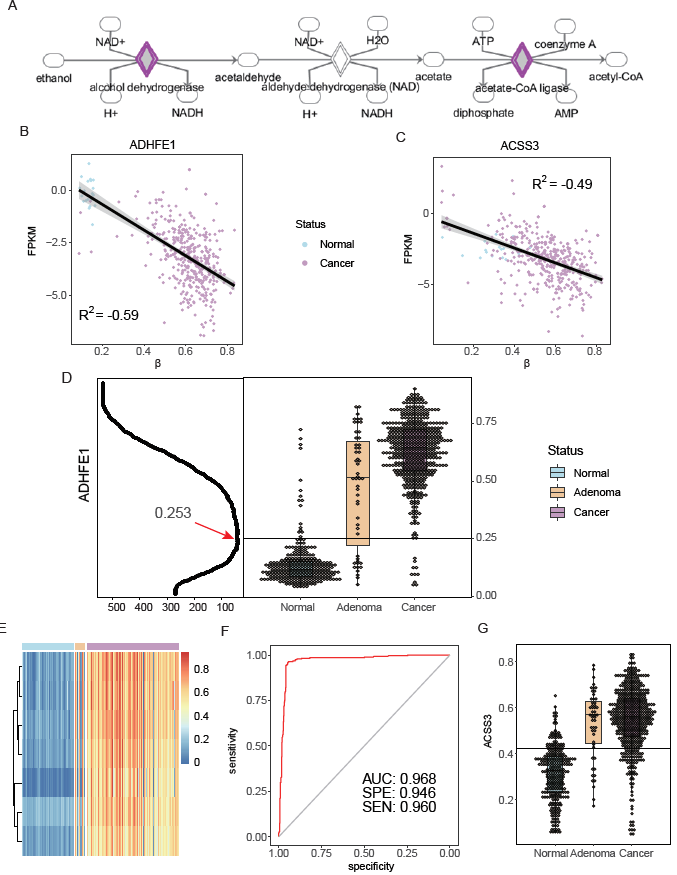 A
NAD+
NAD+
H2O
ATP
coenzyme A
ethanol
acetaldehyde
acetate
acetyl-CoA
alcohol dehydrogenase
aldehyde dehydrogenase (NAD)
acetate-CoA ligase
H+
NADH
H+
NADH
diphosphate
AMP
B
ADHFE1
FPKM
0.0
−2.5
−5.0
R2= -0.59
0.2
0.4
0.6
0.8
β
Status
Normal
Cancer
C
ACSS3
FPKM
0
−5
R2= -0.49
0.2
0.4
0.6
0.8
β
D
ADHFE1
0.253
500
400
300
200
100
Normal
Adenoma
Cancer
0.75
0.50
0.25
0.00
Status
Normal
Adenoma
Cancer
E
0.8
0.6
0.4
0.2
0
F
sensitivity
1.00
0.75
0.50
0.25
0.00
AUC: 0.968
SPE: 0.946
SEN: 0.960
1.00
0.75
0.25
0.00
specificity
G
ACSS3
0.8
0.6
0.4
0.2
Normal
Adenoma
Cancer